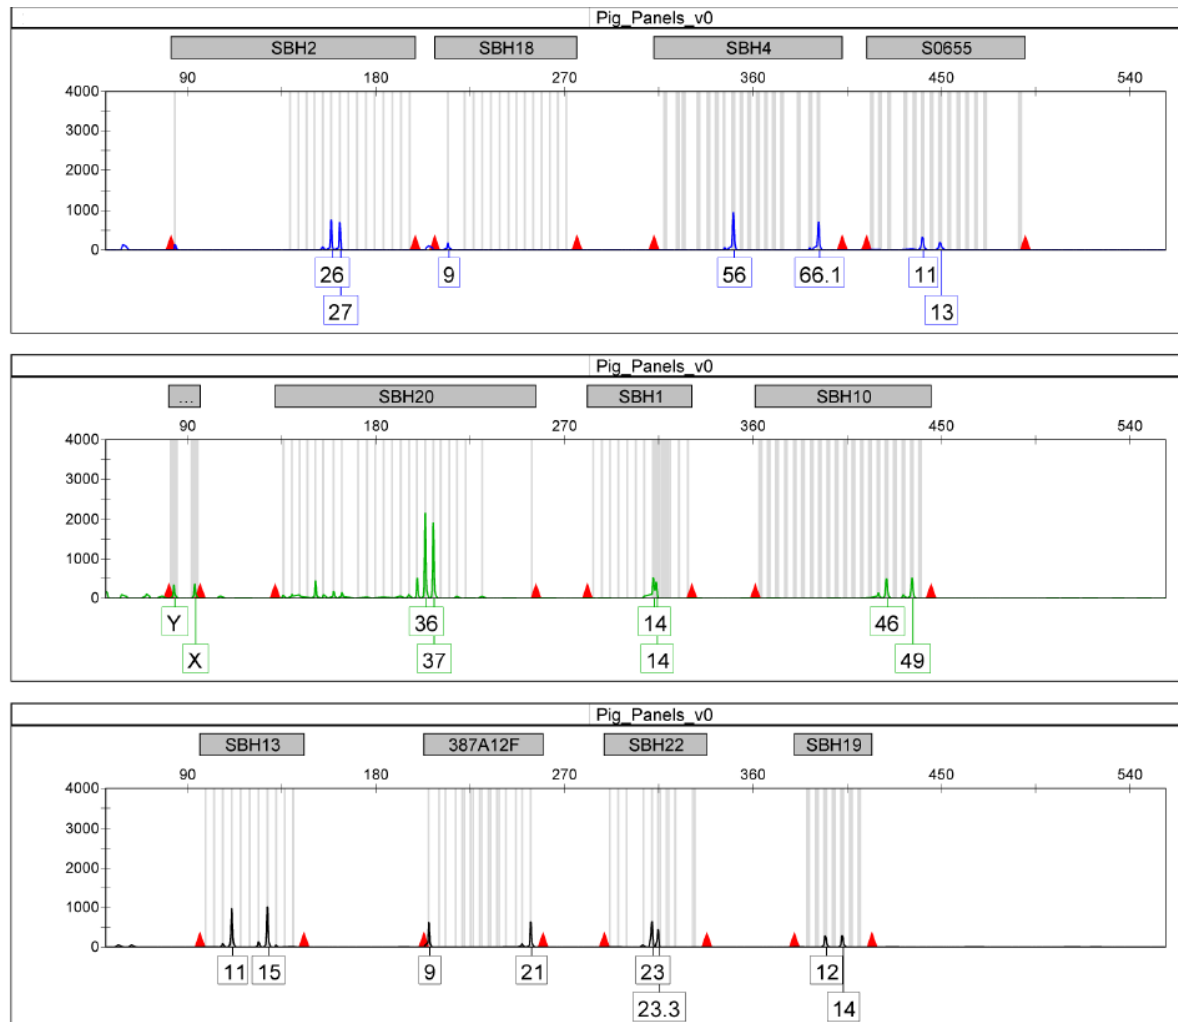 Pig_Panels_v0
SBH2 SBH18 SBH4 S0655
90 180 270 360 450 540
4000
3000
2000
1000
0
26 9 56 66.1 11
27 13
Pig_Panels_v0
... SBH20 SBH1 SBH10
90 180 270 360 450 540
4000
3000
2000
1000
0
Y 36 14 46
X 37 14 49
Pig_Panels_v0
SBH13 387A12F SBH22 SBH19
90 180 270 360 450 540
4000
3000
2000
1000
0
11 15 9 21 23 12
23.3 14